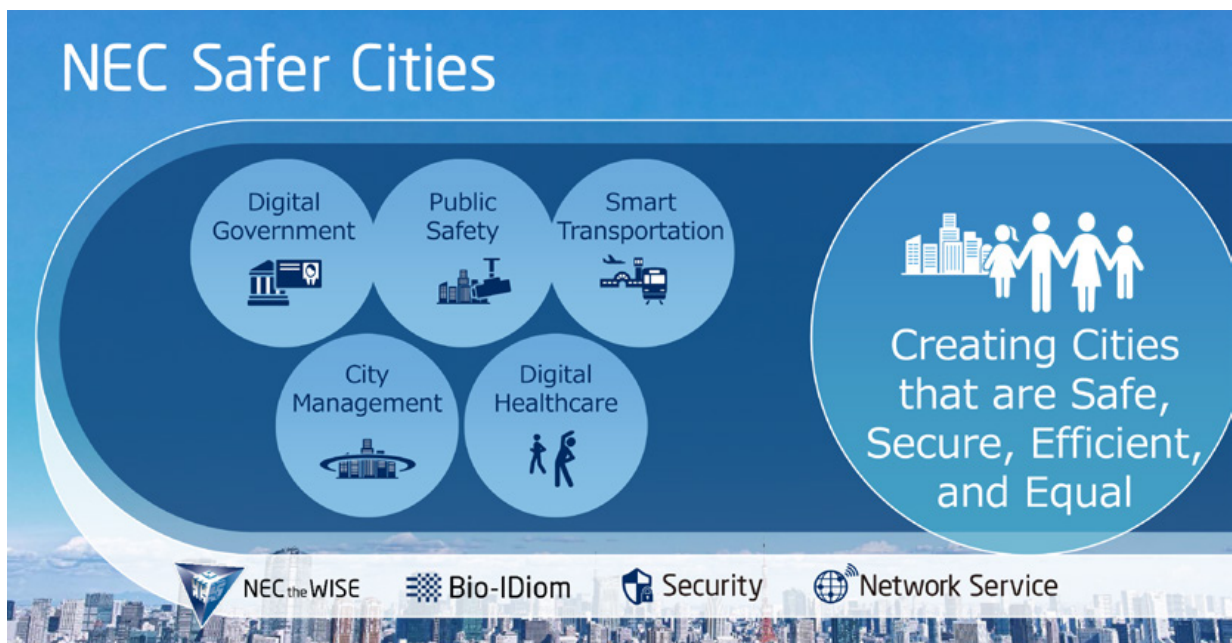 NEC Safer Cities
Digital
Government
Public
Safety
Smart
Transportation
City
Management
Digital
Healthcare
Creating Cities
that are Safe,
Secure, Efficient,
and Equal
NEC the WISE
Bio-IDiom
Security
Network Service